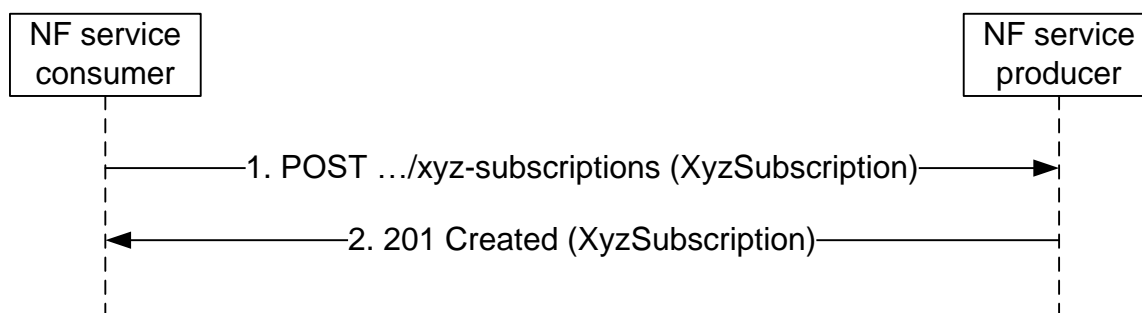 NF service
consumer
NF service
producer
1. POST …/xyz-subscriptions (XyzSubscription)
2. 201 Created (XyzSubscription)